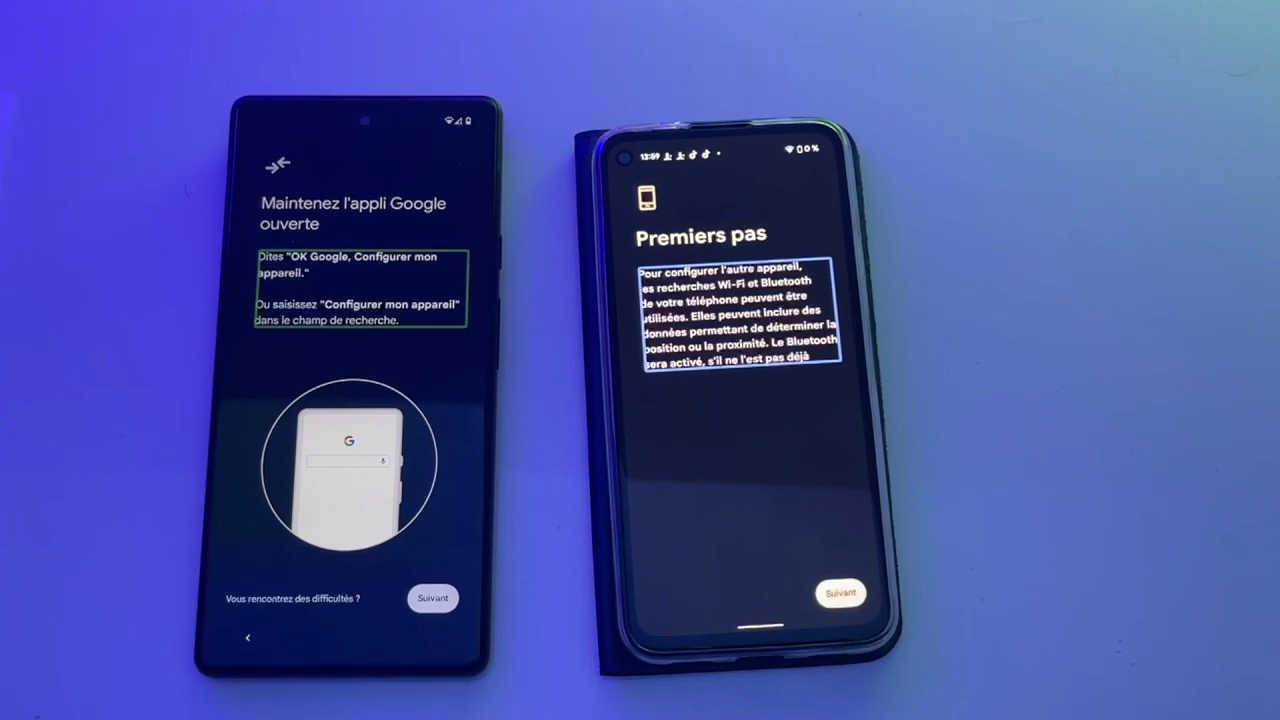 Maintenez l'appli Google
ouverte
Dites "OK Google, Configurer mon
appareil."
Ou saisissez "Configurer mon appareil"
dans le champ de recherche.
G
Vous rencontrez des difficultés ?
Suivant
13:59
0%
Premiers pas
Pour configurer l'autre appareil,
les recherches Wi-Fi et Bluetooth
de votre téléphone peuvent être
utilisées. Elles peuvent inclure des
données permettant de déterminer la
position ou la proximité. Le Bluetooth
sera activé, s'il ne l'est pas déjà
Suivant